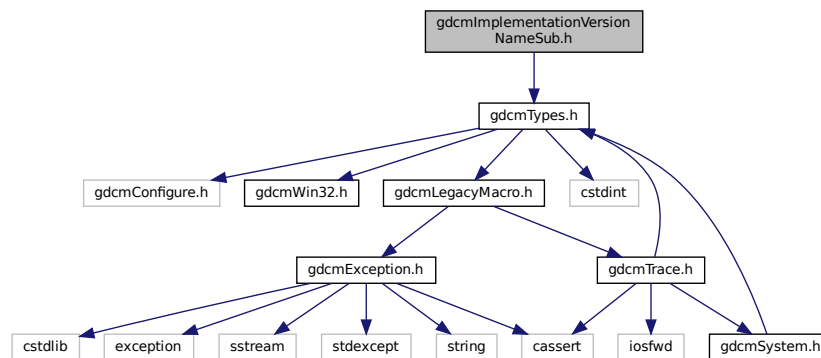 gdcmImplementationVersion
NameSub.h
gdcmTypes.h
gdcmConfigure.h
gdcmWin32.h
gdcmLegacyMacro.h
cstdint
gdcmException.h
gdcmTrace.h
cstdlib
exception
sstream
stdexcept
string
cassert
iosfwd
gdcmSystem.h